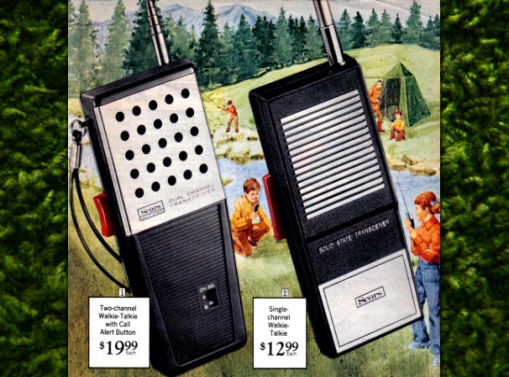 Sears
DUAL CHANNEL
TRANSCEIVER
SOLID STATE TRANSCEIVER
Sears
1
Two-channel
Walkie-Talkie
with Call
Alert Button
$19.99
Each
2
Single-
channel
Walkie-
Talkie
$12.99
Each